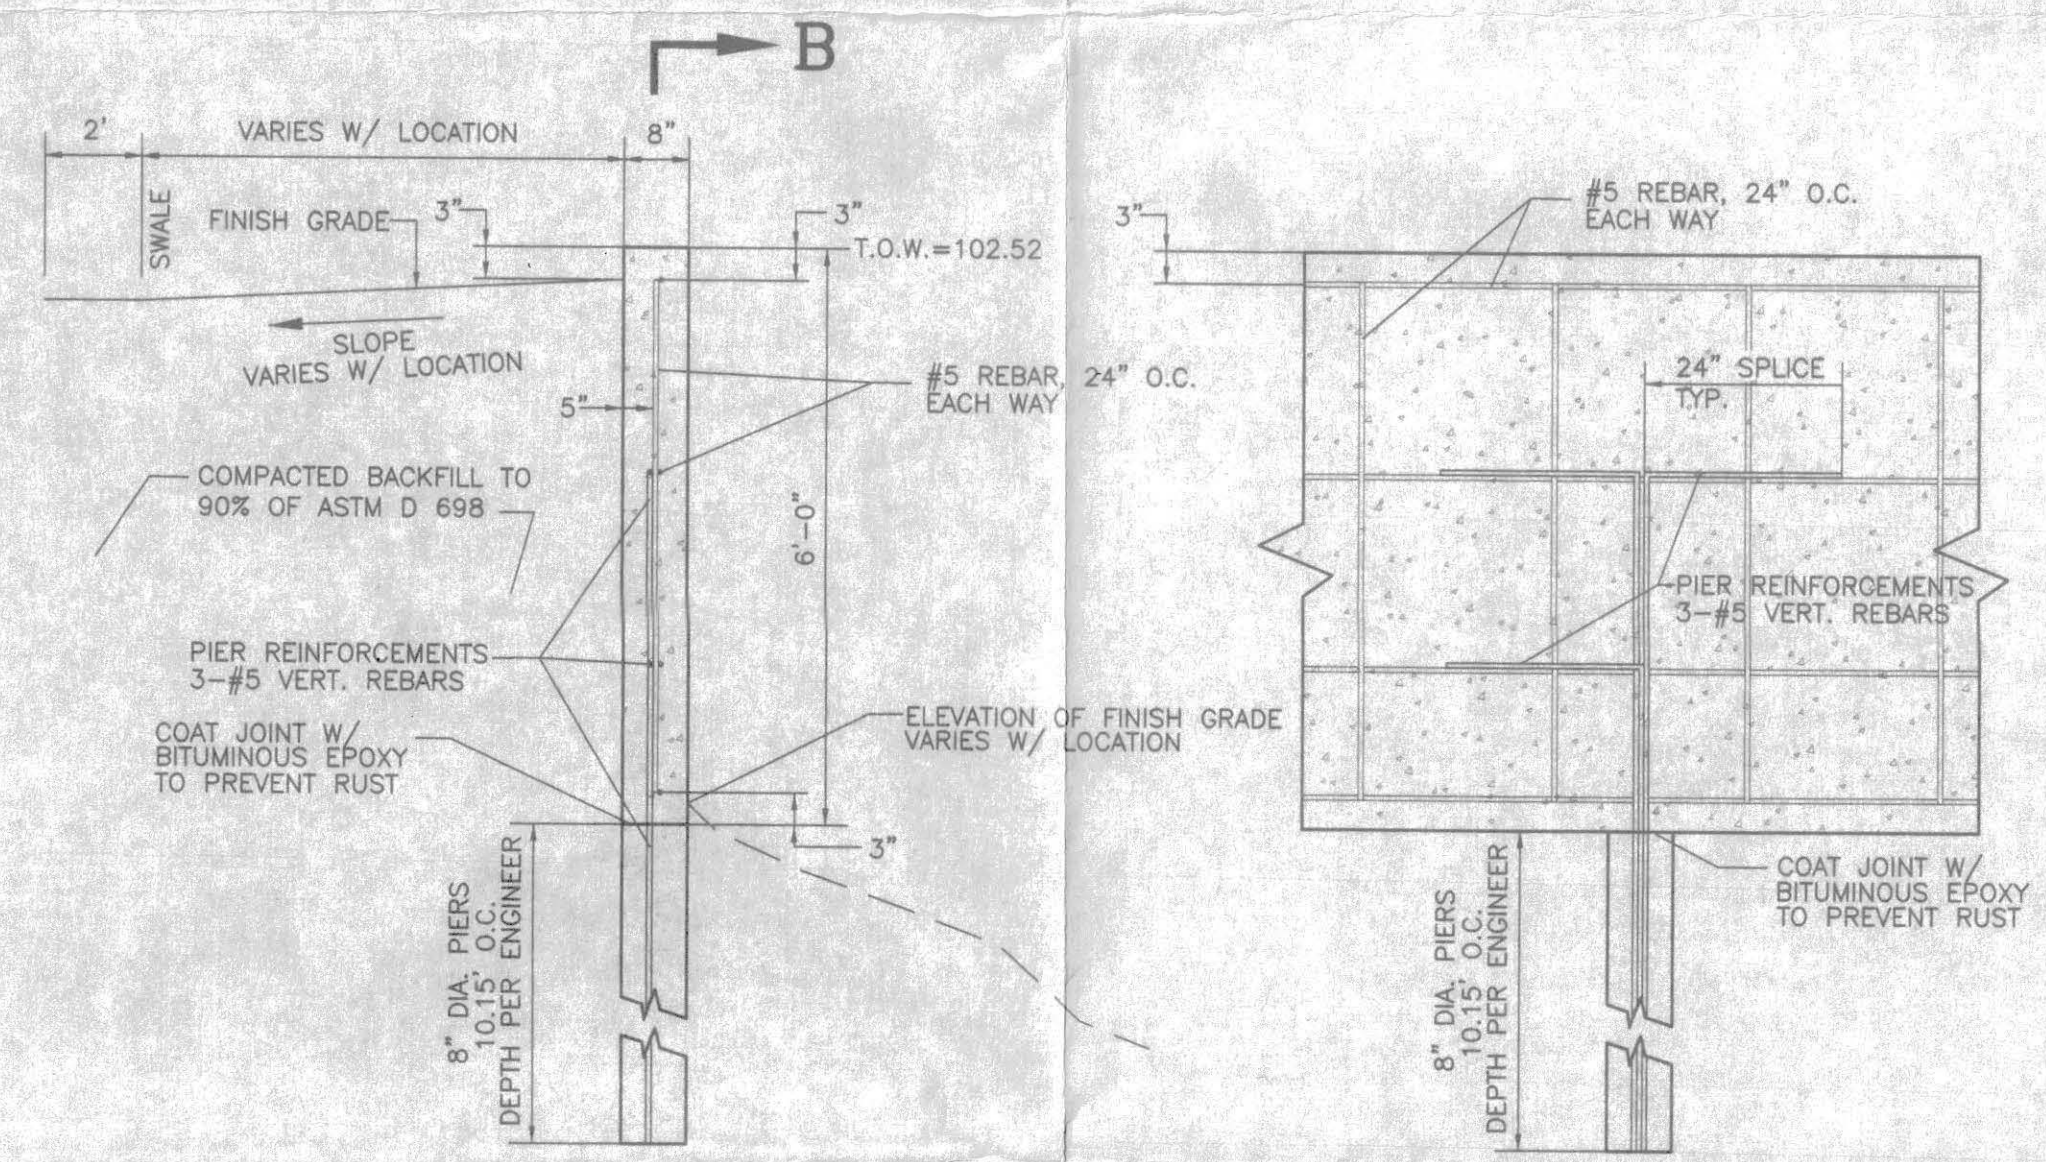 B
2'
VARIES W/ LOCATION
8"
SWALE
FINISH GRADE
3"
3"
T.O.W.=102.52
SLOPE
VARIES W/ LOCATION
#5 REBAR, 24" O.C.
EACH WAY
5"
COMPACTED BACKFILL TO
90% OF ASTM D 698
6'-0"
PIER REINFORCEMENTS
3-#5 VERT. REBARS
COAT JOINT W/
BITUMINOUS EPOXY
TO PREVENT RUST
ELEVATION OF FINISH GRADE
VARIES W/ LOCATION
3"
8" DIA. PIERS
10.15' O.C.
DEPTH PER ENGINEER
3"
#5 REBAR, 24" O.C.
EACH WAY
24" SPLICE
TYP.
PIER REINFORCEMENTS
3-#5 VERT. REBARS
COAT JOINT W/
BITUMINOUS EPOXY
TO PREVENT RUST
8" DIA. PIERS
10.15' O.C.
DEPTH PER ENGINEER